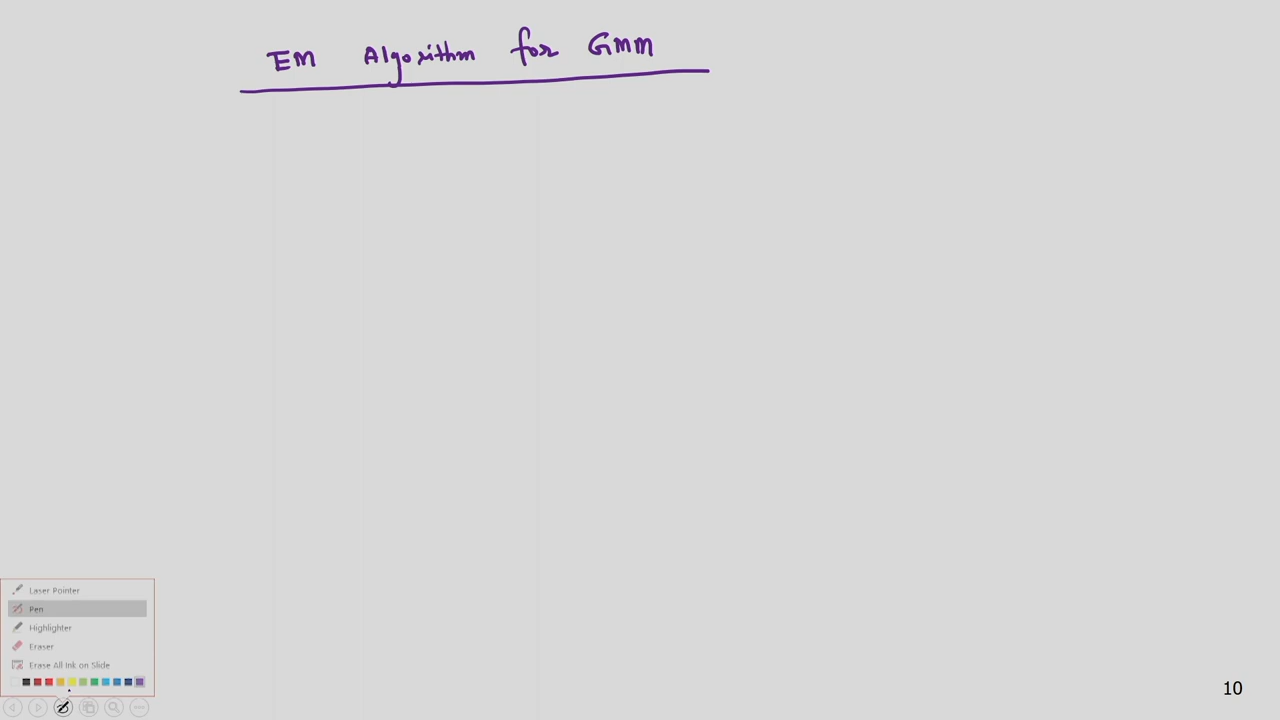 EM Algorithm for GMM
Laser Pointer
Pen
Highlighter
Eraser
Erase All Ink on Slide
10